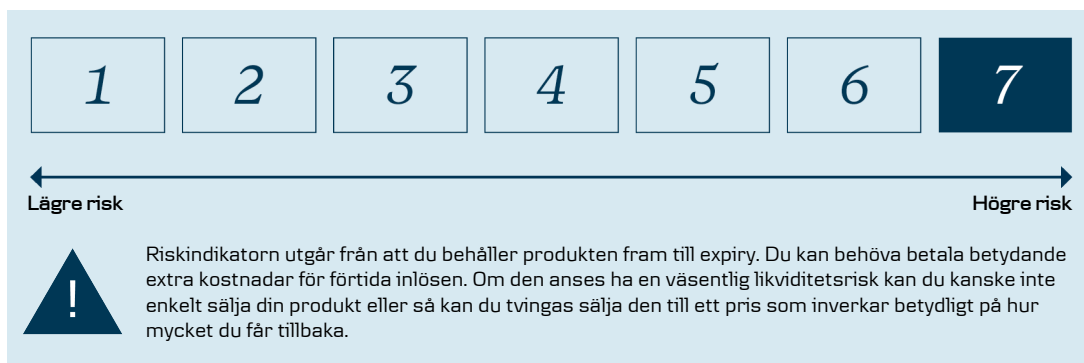 1 2 3 4 5 6 7
Lägre risk Högre risk
Riskindikatorn utgår från att du behåller produkten fram till expiry. Du kan behöva betala betydande
extra kostnadar för förtida inlösen. Om den anses ha en väsentlig likviditetsrisk kan du kanske inte
enkelt sälja din produkt eller så kan du tvingas sälja den till ett pris som inverkar betydligt på hur
mycket du får tillbaka.
!